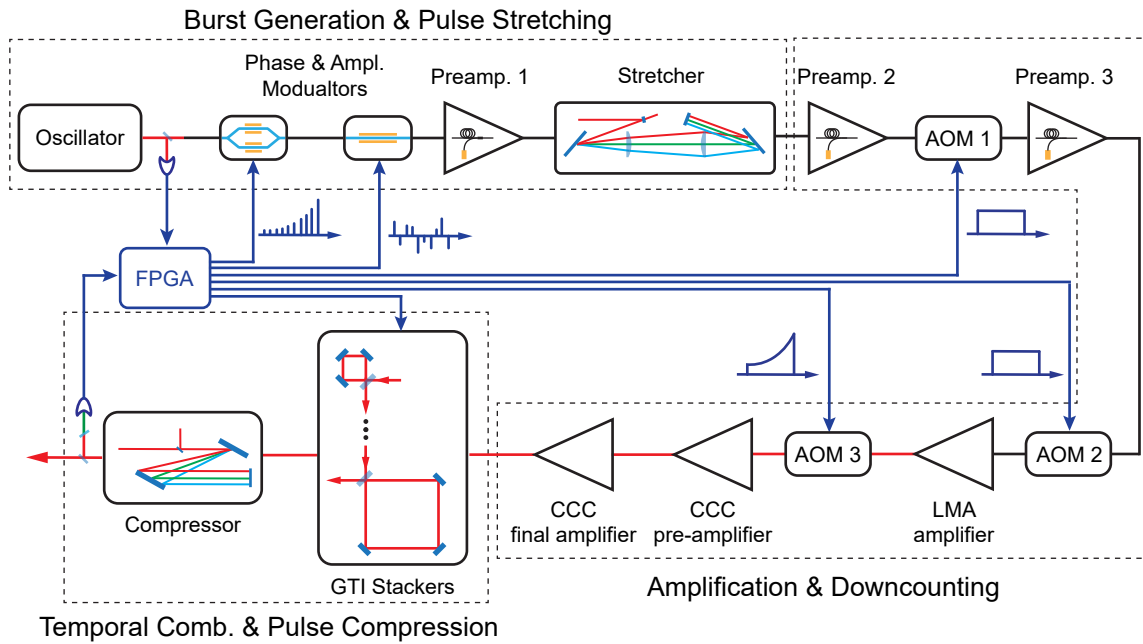 Burst Generation & Pulse Stretching
Phase & Ampl.
Modualtors
Preamp. 1
Stretcher
Preamp. 2
Preamp. 3
Oscillator
AOM 1
FPGA
Compressor
GTI Stackers
CCC
final amplifier
CCC
pre-amplifier
AOM 3
LMA
amplifier
AOM 2
Amplification & Downcounting
Temporal Comb. & Pulse Compression